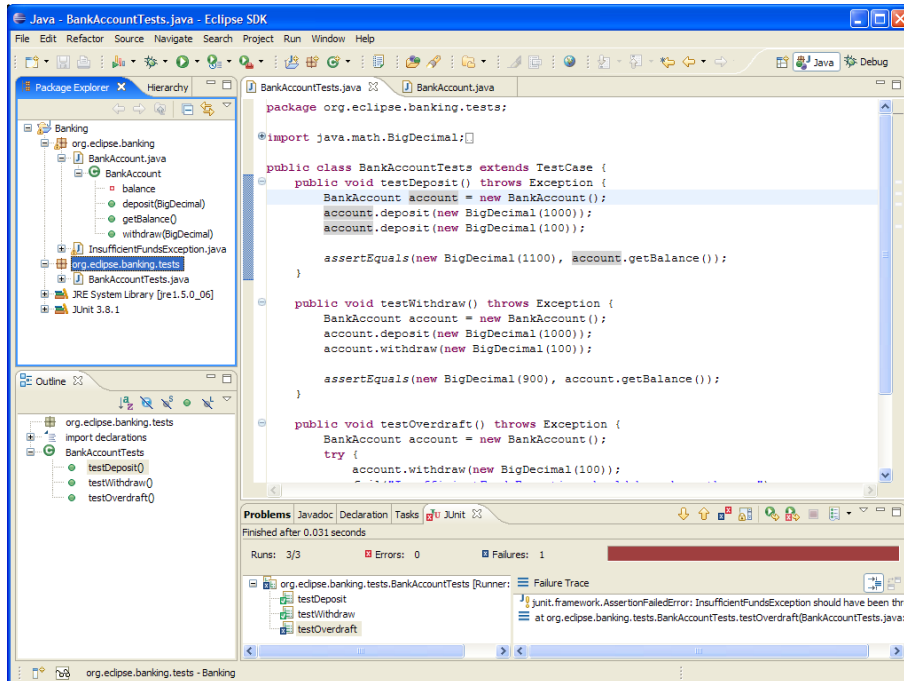 Java - BankAccountTests.java - Eclipse SDK
File Edit Refactor Source Navigate Search Project Run Window Help
Java Debug
Package Explorer Hierarchy
Banking
org.eclipse.banking
BankAccount.java
BankAccount
balance
deposit(BigDecimal)
getBalance()
withdraw(BigDecimal)
InsufficientFundsException.java
org.eclipse.banking.tests
BankAccountTests.java
JRE System Library [jre1.5.0_06]
JUnit 3.8.1
Outline
org.eclipse.banking.tests
import declarations
BankAccountTests
testDeposit()
testWithdraw()
testOverdraft()
BankAccountTests.java BankAccount.java
package org.eclipse.banking.tests;
import java.math.BigDecimal;
public class BankAccountTests extends TestCase {
public void testDeposit() throws Exception {
BankAccount account = new BankAccount();
account.deposit(new BigDecimal(1000));
account.deposit(new BigDecimal(100));
assertEquals(new BigDecimal(1100), account.getBalance());
}
public void testWithdraw() throws Exception {
BankAccount account = new BankAccount();
account.deposit(new BigDecimal(1000));
account.withdraw(new BigDecimal(100));
assertEquals(new BigDecimal(900), account.getBalance());
}
public void testOverdraft() throws Exception {
BankAccount account = new BankAccount();
try {
account.withdraw(new BigDecimal(100));
Problems Javadoc Declaration Tasks JUnit
Finished after 0.031 seconds
Runs: 3/3 Errors: 0 Failures: 1
org.eclipse.banking.tests.BankAccountTests [Runner:
testDeposit
testWithdraw
testOverdraft
Failure Trace
junit.framework.AssertionFailedError: InsufficientFundsException should have been thr
at org.eclipse.banking.tests.BankAccountTests.testOverdraft(BankAccountTests.java:
org.eclipse.banking.tests - Banking